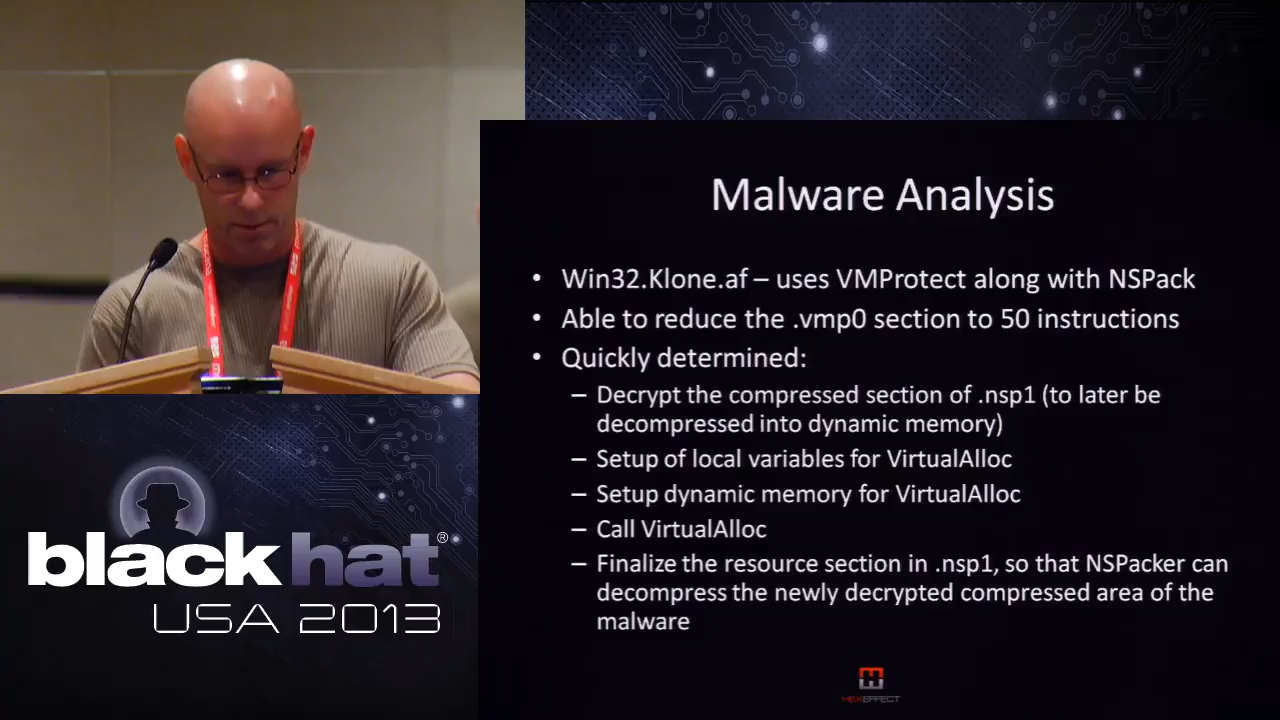 Malware Analysis
• Win32.Klone.af – uses VMProtect along with NSPack
• Able to reduce the .vmp0 section to 50 instructions
• Quickly determined:
– Decrypt the compressed section of .nsp1 (to later be
decompressed into dynamic memory)
– Setup of local variables for VirtualAlloc
– Setup dynamic memory for VirtualAlloc
– Call VirtualAlloc
– Finalize the resource section in .nsp1, so that NSPacker can
decompress the newly decrypted compressed area of the
malware
HEXEFFECT
blackhat®
USA 2013